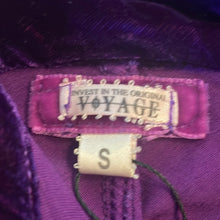 INVEST IN THE ORIGINAL
VOYAGE
S